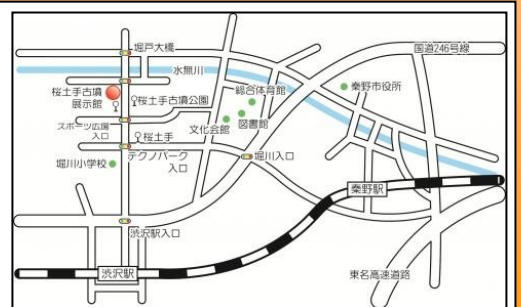 堀戸大橋
国道246号線
水無川
桜土手古墳
展示館
桜土手古墳公園
総合体育館
秦野市役所
スポーツ広場
入口
桜土手
文化会館
図書館
堀川小学校
テクノパーク
入口
堀川入口
秦野駅
渋沢駅入口
渋沢駅
東名高速道路